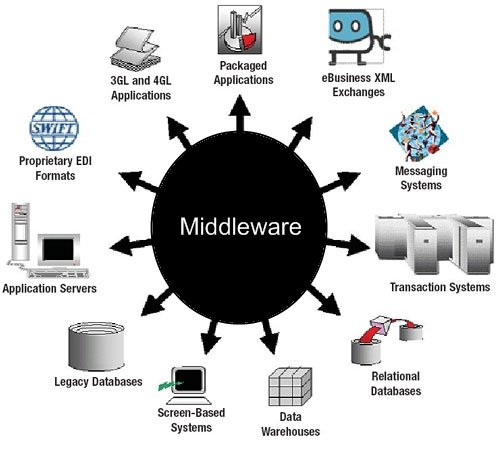 Packaged
Applications
eBusiness XML
Exchanges
3GL and 4GL
Applications
SWIFT
Proprietary EDI
Formats
Messaging
Systems
Middleware
Application Servers
Transaction Systems
Legacy Databases
Relational
Databases
Screen-Based
Systems
Data
Warehouses